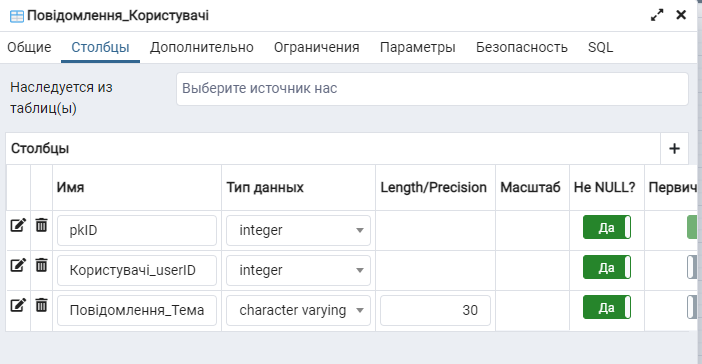 Повідомлення_Користувачі
Общие Столбцы Дополнительно Ограничения Параметры Безопасность SQL
Наследуется из
таблиц(ы)
Выберите источник нас
Столбцы
Имя Тип данных Length/Precision Масштаб Не NULL? Первич
pkID integer Да
Користувачі_userID integer Да
Повідомлення_Тема character varying 30 Да